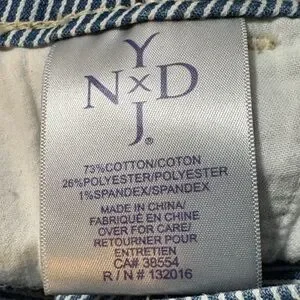 Y
N x D
J®
73%COTTON/COTON
26%POLYESTER/POLYESTER
1%SPANDEX/SPANDEX
MADE IN CHINA/
FABRIQUÉ EN CHINE
OVER FOR CARE/
RETOURNER POUR
ENTRETIEN
CA# 38554
R / N # 132016